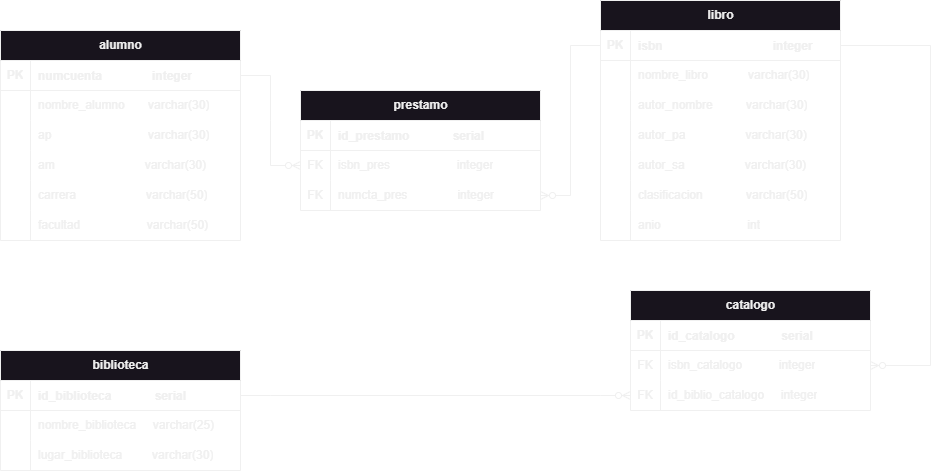 alumno
PK numcuenta integer
nombre_alumno varchar(30)
ap varchar(30)
am varchar(30)
carrera varchar(50)
facultad varchar(50)
prestamo
PK id_prestamo serial
FK isbn_pres integer
FK numcta_pres integer
libro
PK isbn integer
nombre_libro varchar(30)
autor_nombre varchar(30)
autor_pa varchar(30)
autor_sa varchar(30)
clasificacion varchar(50)
anio int
catalogo
PK id_catalogo serial
FK isbn_catalogo integer
FK id_biblio_catalogo integer
biblioteca
PK id_biblioteca serial
nombre_biblioteca varchar(25)
lugar_biblioteca varchar(30)